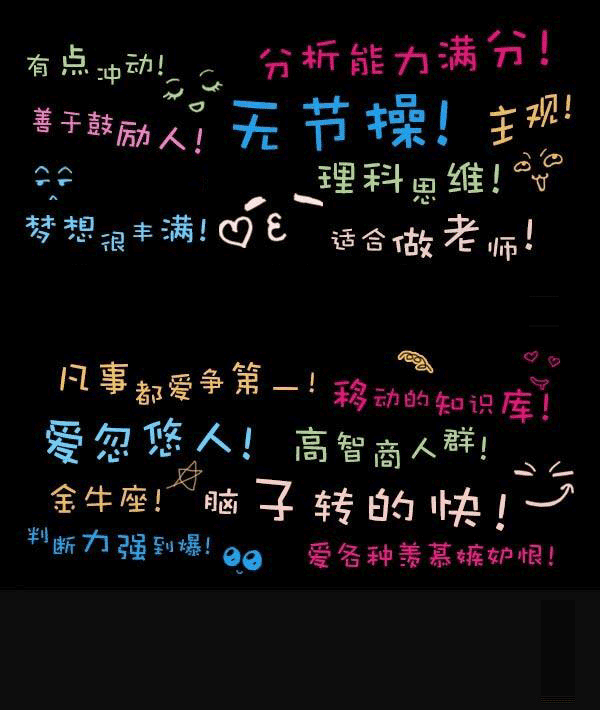 有点冲动!
分析能力满分!
善于鼓励人!
无节操!
主观!
理科思维!
梦想很丰满!
适合做老师!
凡事都爱争第一!
移动的知识库!
爱忽悠人!
高智商人群!
金牛座!
脑子转的快!
判断力强到爆!
爱各种羡慕嫉妒恨!